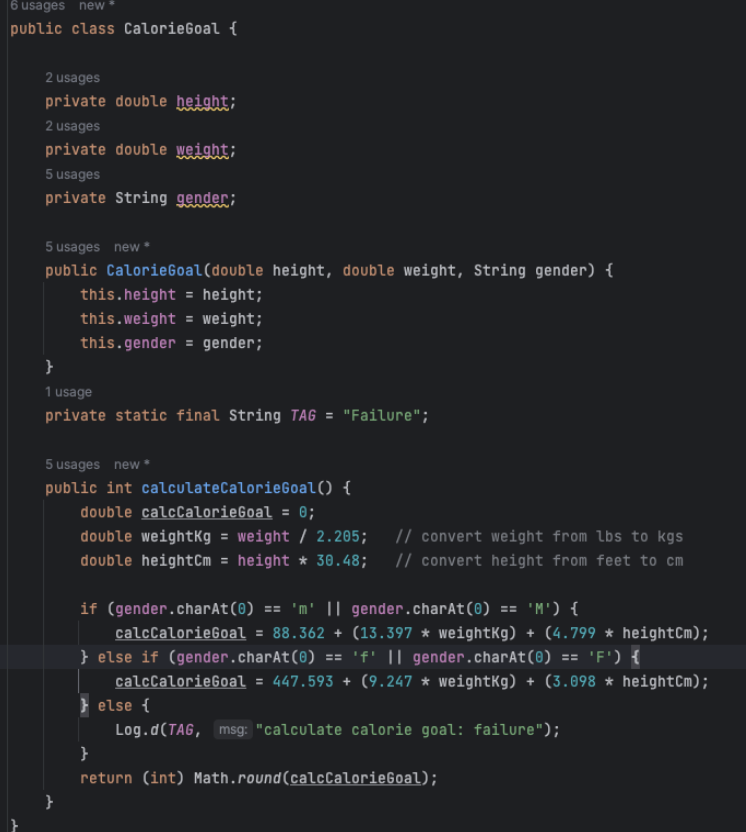 6 usages   new *
public class CalorieGoal {
2 usages
private double height;
2 usages
private double weight;
5 usages
private String gender;
5 usages   new *
public CalorieGoal(double height, double weight, String gender) {
this.height = height;
this.weight = weight;
this.gender = gender;
}
1 usage
private static final String TAG = "Failure";
5 usages   new *
public int calculateCalorieGoal() {
double calcCalorieGoal = 0;
double weightKg = weight / 2.205;   // convert weight from lbs to kgs
double heightCm = height * 30.48;   // convert height from feet to cm
if (gender.charAt(0) == 'm' || gender.charAt(0) == 'M') {
calcCalorieGoal = 88.362 + (13.397 * weightKg) + (4.799 * heightCm);
} else if (gender.charAt(0) == 'f' || gender.charAt(0) == 'F') {
calcCalorieGoal = 447.593 + (9.247 * weightKg) + (3.098 * heightCm);
} else {
Log.d(TAG, msg: "calculate calorie goal: failure");
}
return (int) Math.round(calcCalorieGoal);
}
}